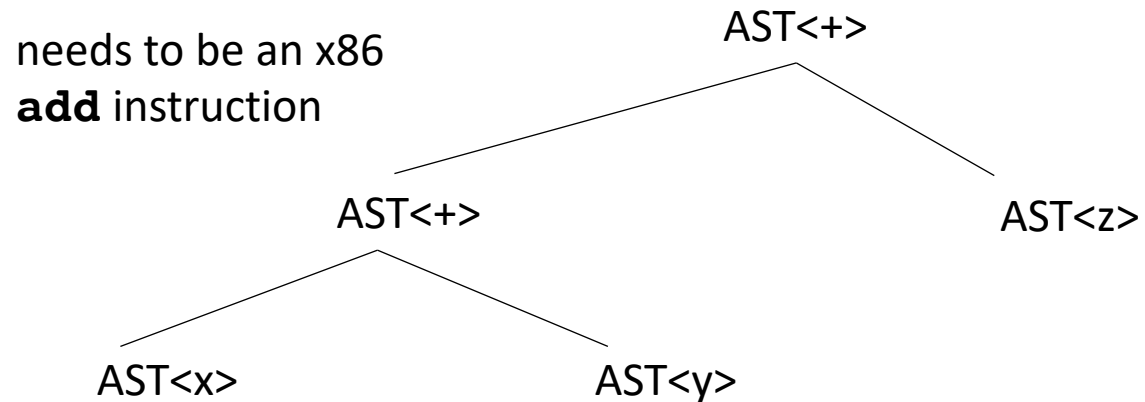 AST<+>
needs to be an x86
add instruction
AST<+>
AST<z>
AST<x>
AST<y>